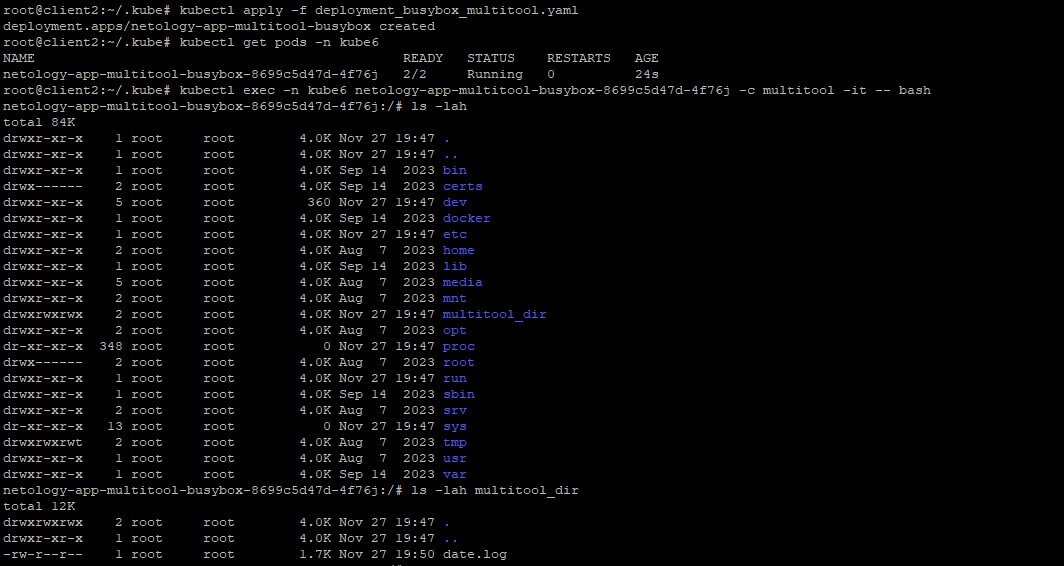 root@client2:~/.kube# kubectl apply -f deployment_busybox_multitool.yaml
deployment.apps/netology-app-multitool-busybox created
root@client2:~/.kube# kubectl get pods -n kube6
NAME                                              READY   STATUS    RESTARTS   AGE
netology-app-multitool-busybox-8699c5d47d-4f76j   2/2     Running   0          24s
root@client2:~/.kube# kubectl exec -n kube6 netology-app-multitool-busybox-8699c5d47d-4f76j -c multitool -it -- bash
netology-app-multitool-busybox-8699c5d47d-4f76j:/# ls -lah
total 84K
drwxr-xr-x    1 root     root        4.0K Nov 27 19:47 .
drwxr-xr-x    1 root     root        4.0K Nov 27 19:47 ..
drwxr-xr-x    1 root     root        4.0K Sep 14  2023 bin
drwx------    2 root     root        4.0K Sep 14  2023 certs
drwxr-xr-x    5 root     root         360 Nov 27 19:47 dev
drwxr-xr-x    1 root     root        4.0K Sep 14  2023 docker
drwxr-xr-x    1 root     root        4.0K Nov 27 19:47 etc
drwxr-xr-x    2 root     root        4.0K Aug  7  2023 home
drwxr-xr-x    1 root     root        4.0K Sep 14  2023 lib
drwxr-xr-x    5 root     root        4.0K Aug  7  2023 media
drwxr-xr-x    2 root     root        4.0K Aug  7  2023 mnt
drwxrwxrwx    2 root     root        4.0K Nov 27 19:47 multitool_dir
drwxr-xr-x    2 root     root        4.0K Aug  7  2023 opt
dr-xr-xr-x  348 root     root           0 Nov 27 19:47 proc
drwx------    2 root     root        4.0K Aug  7  2023 root
drwxr-xr-x    1 root     root        4.0K Nov 27 19:47 run
drwxr-xr-x    1 root     root        4.0K Sep 14  2023 sbin
drwxr-xr-x    2 root     root        4.0K Aug  7  2023 srv
dr-xr-xr-x   13 root     root           0 Nov 27 19:47 sys
drwxrwxrwt    2 root     root        4.0K Aug  7  2023 tmp
drwxr-xr-x    1 root     root        4.0K Aug  7  2023 usr
drwxr-xr-x    1 root     root        4.0K Sep 14  2023 var
netology-app-multitool-busybox-8699c5d47d-4f76j:/# ls -lah multitool_dir
total 12K
drwxrwxrwx    2 root     root        4.0K Nov 27 19:47 .
drwxr-xr-x    1 root     root        4.0K Nov 27 19:47 ..
-rw-r--r--    1 root     root        1.7K Nov 27 19:50 date.log